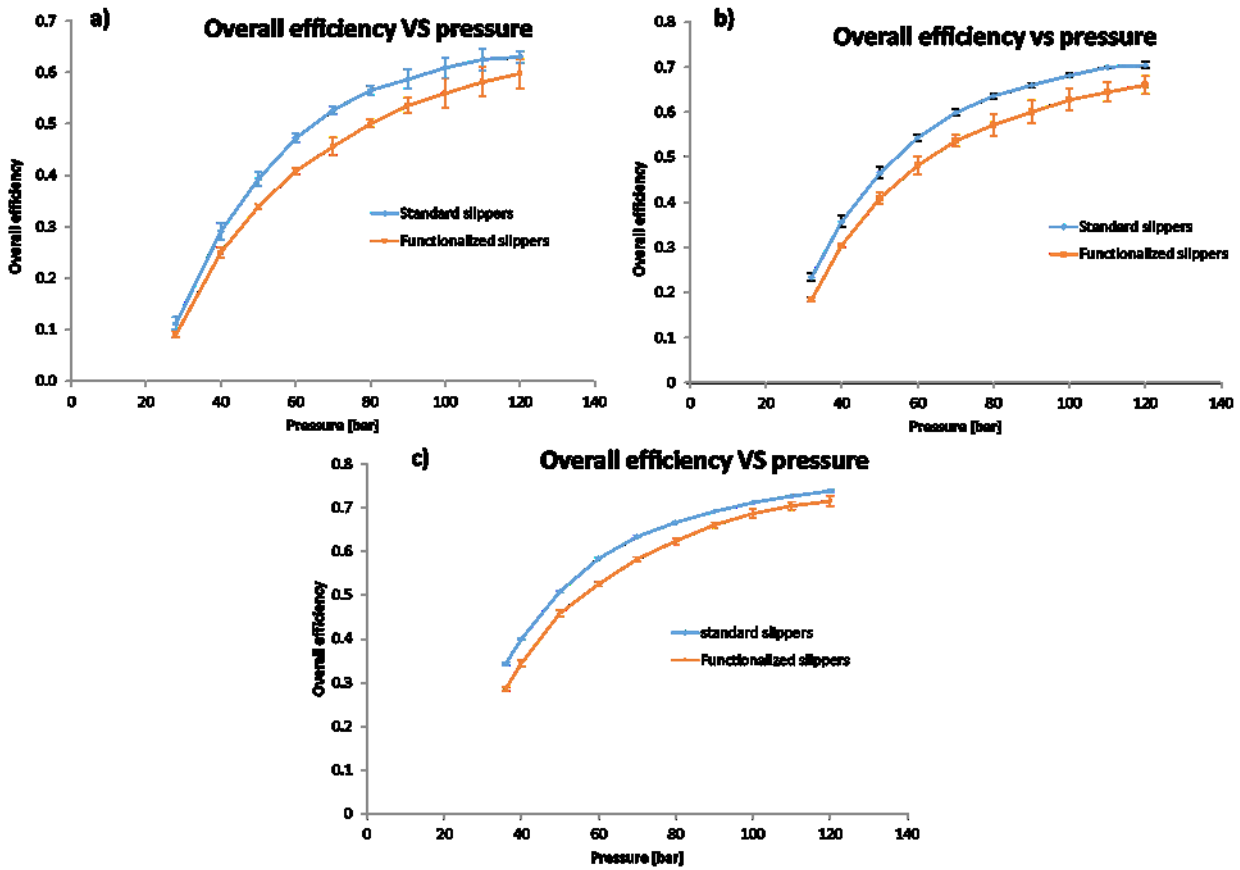 a)
Overall efficiency VS pressure
0.7
0.6
0.5
0.4
0.3
0.2
0.1
0.0
Overall efficiency
Standard slippers
Functionalized slippers
0 20 40 60 80 100 120 140
Pressure [bar]
b)
Overall efficiency vs pressure
0.8
0.7
0.6
0.5
0.4
0.3
0.2
0.1
0
Overall efficiency
Standard slippers
Functionalized slippers
0 20 40 60 80 100 120 140
Pressure [bar]
c)
Overall efficiency VS pressure
0.8
0.7
0.6
0.5
0.4
0.3
0.2
0.1
0
Overall efficiency
standard slippers
Functionalized slippers
0 20 40 60 80 100 120 140
Pressure [bar]